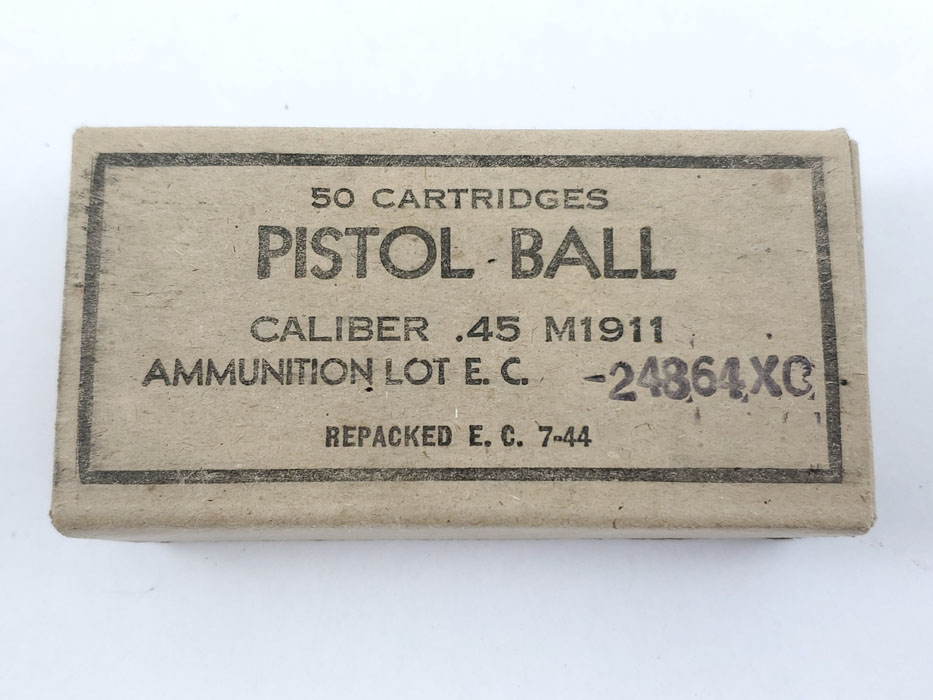 50 CARTRIDGES
PISTOL BALL
CALIBER .45 M1911
AMMUNITION LOT E. C. -24864XC
REPACKED E. C. 7-44